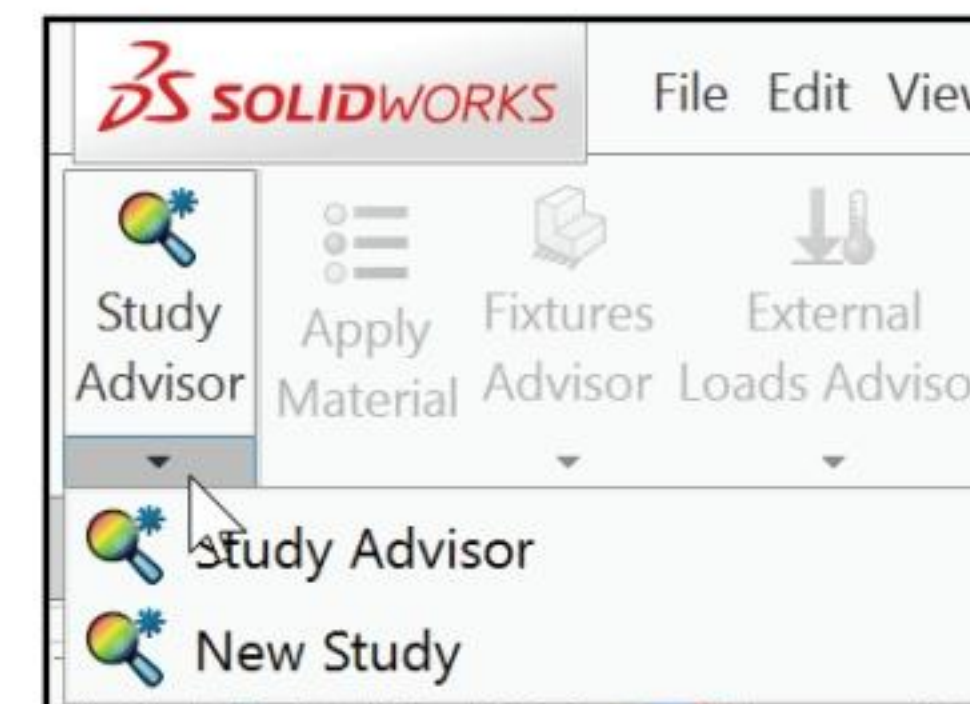 SOLIDWORKS File Edit View
Study Advisor
Apply Material
Fixtures Advisor
External Loads Advisor
Study Advisor
New Study